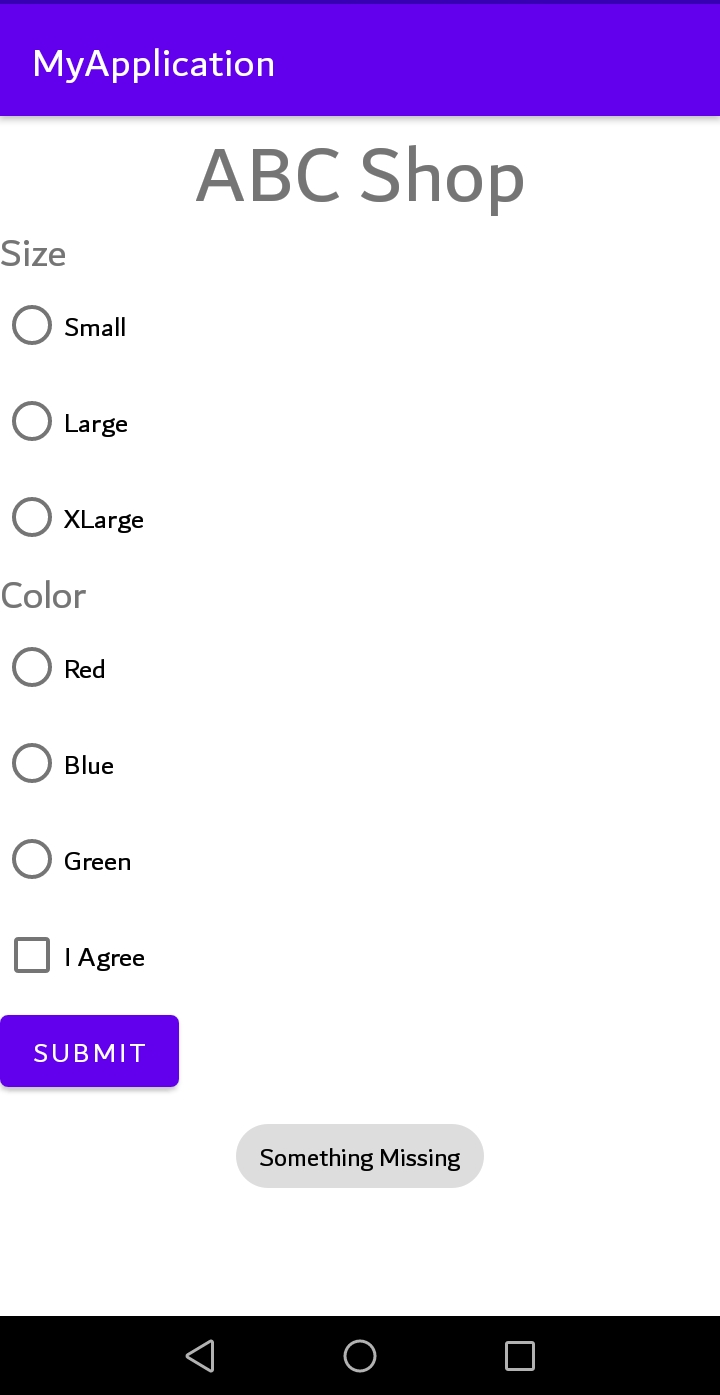 MyApplication
ABC Shop
Size
Small
Large
XLarge
Color
Red
Blue
Green
I Agree
SUBMIT
Something Missing